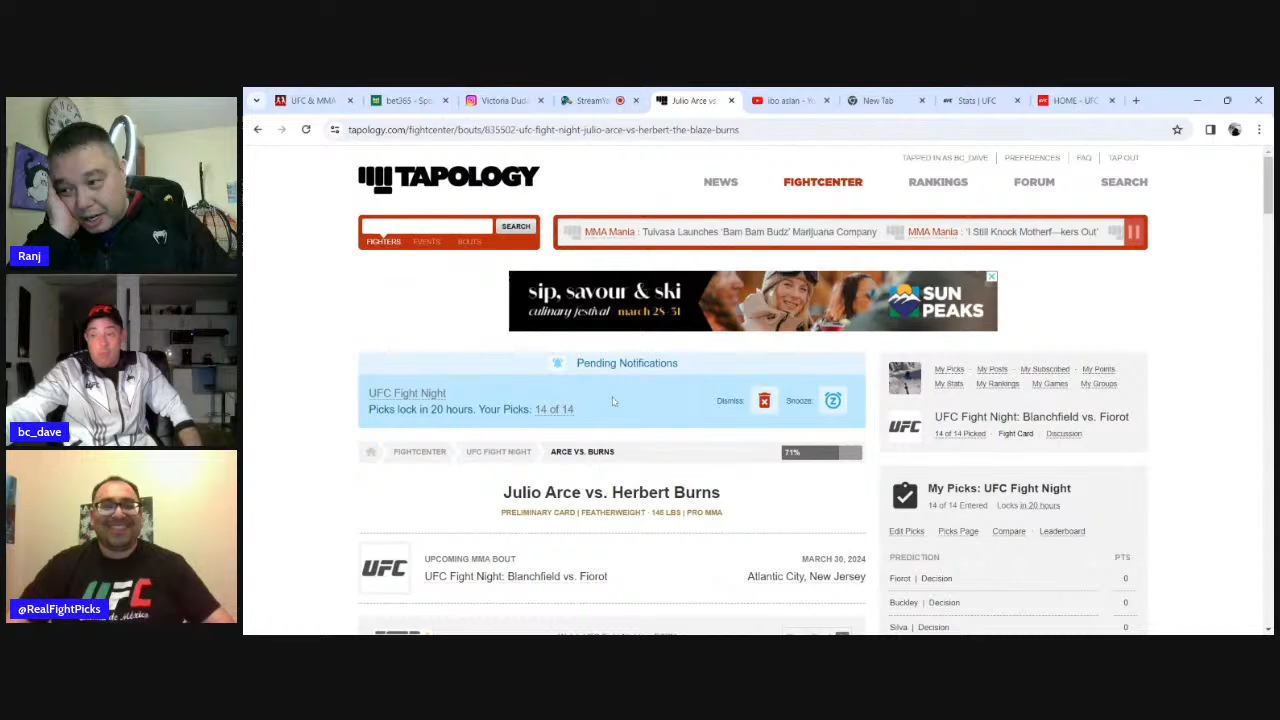 UFC & MMA
bet365 - Spo
Victoria Duda
StreamYa
Julio Arce vs.
ibo aslan - Yo
New Tab
Stats | UFC
HOME - UFC
tapology.com/fightcenter/bouts/835502-ufc-fight-night-julio-arce-vs-herbert-the-blaze-burns
TAPPED IN AS BC_DAVE | PREFERENCES | FAQ | TAP OUT
TAPOLOGY
NEWS
FIGHTCENTER
RANKINGS
FORUM
SEARCH
SEARCH
FIGHTERS
EVENTS
BOUTS
MMA Mania : Tuivasa Launches 'Bam Bam Budz' Marijuana Company
MMA Mania : 'I Still Knock Motherf—kers Out'
sip, savour & ski
culinary festival march 28-31
SUN
PEAKS
Pending Notifications
UFC Fight Night
Picks lock in 20 hours. Your Picks: 14 of 14
Dismiss:
Snooze:
FIGHTCENTER
UFC FIGHT NIGHT
ARCE VS. BURNS
71%
Julio Arce vs. Herbert Burns
PRELIMINARY CARD | FEATHERWEIGHT · 145 LBS | PRO MMA
UFC
UPCOMING MMA BOUT
UFC Fight Night: Blanchfield vs. Fiorot
MARCH 30, 2024
Atlantic City, New Jersey
My Picks · My Posts · My Subscribed · My Points
My Stats · My Rankings · My Games · My Groups
UFC
UFC Fight Night: Blanchfield vs. Fiorot
14 of 14 Picked · Fight Card · Discussion
My Picks: UFC Fight Night
14 of 14 Entered · Locks in 20 hours
Edit Picks · Picks Page · Compare · Leaderboard
PREDICTION PTS
Fiorot | Decision 0
Buckley | Decision 0
Silva | Decision 0
Ranj
UFC
bc_dave
UFC
de México
@RealFightPicks